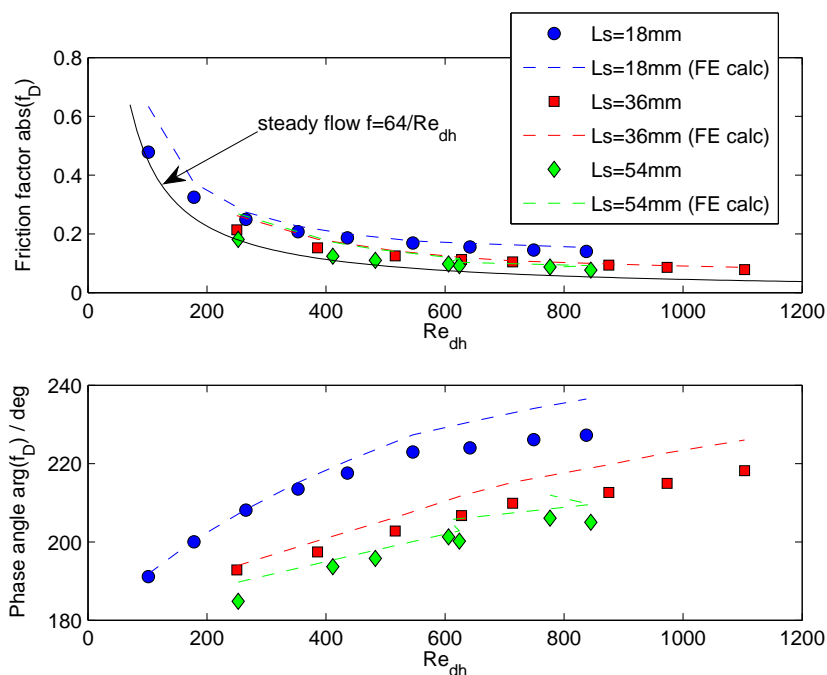 Ls=18mm
Ls=18mm (FE calc)
Ls=36mm
Ls=36mm (FE calc)
Ls=54mm
Ls=54mm (FE calc)
0.8
0.6
0.4
0.2
0
Friction factor abs(f_D)
steady flow f=64/Re_dh
0 200 400 600 800 1000 1200
Re_dh
240
220
200
180
Phase angle arg(f_D) / deg
0 200 400 600 800 1000 1200
Re_dh